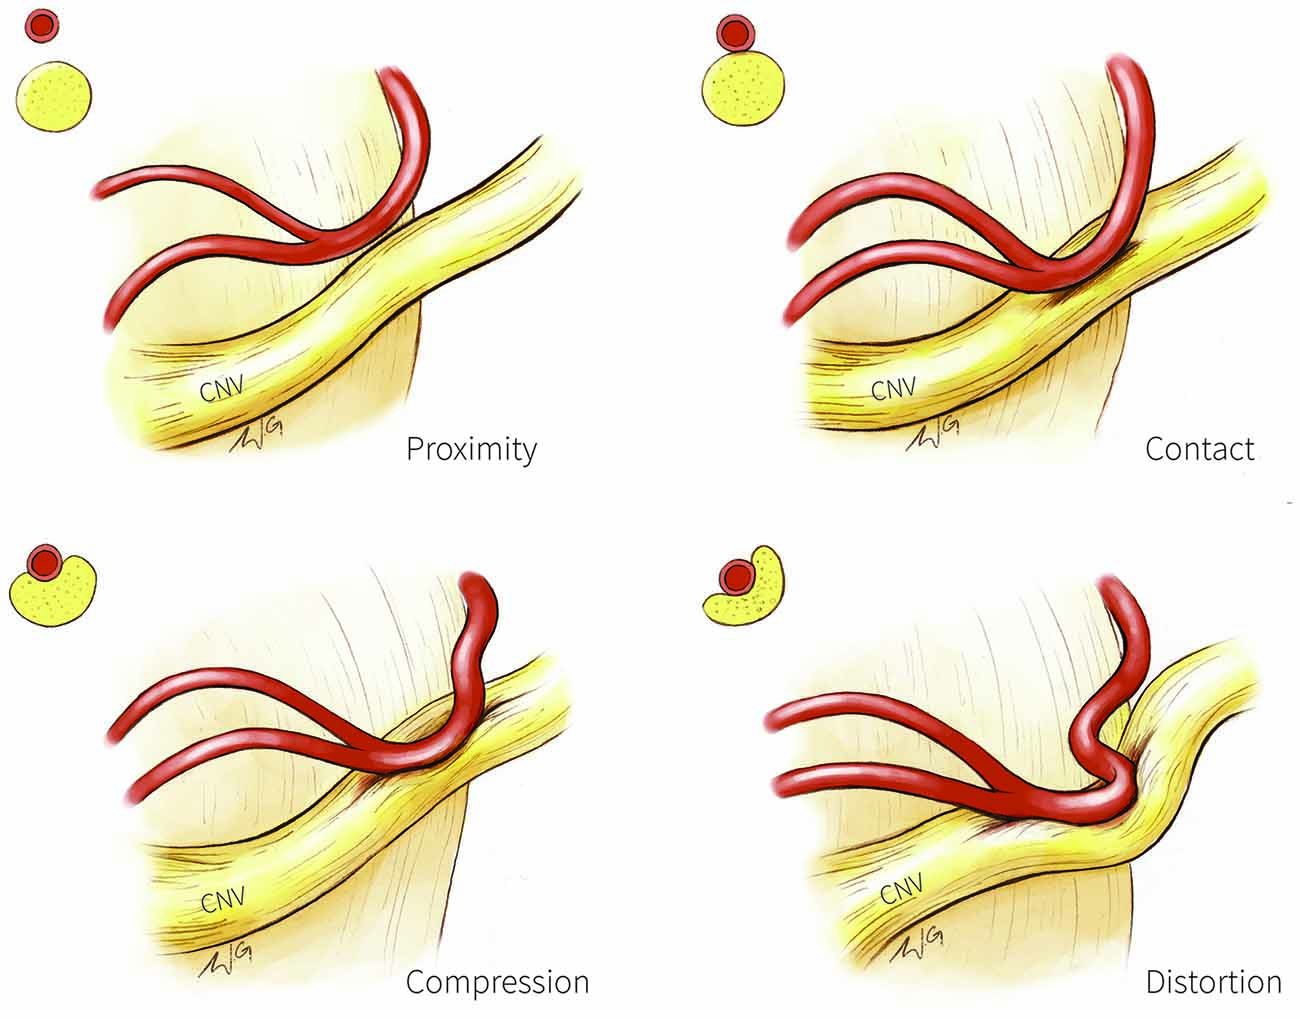 CNV
Proximity
CNV
Contact
CNV
Compression
CNV
Distortion